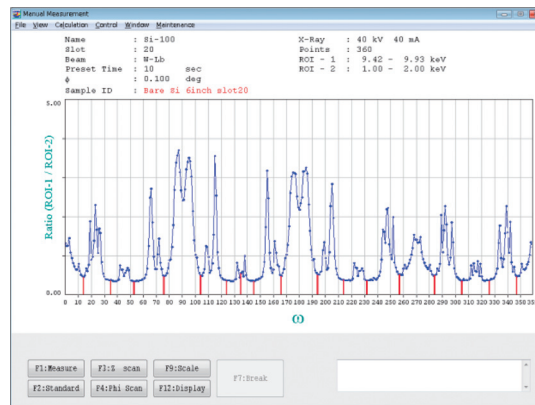 Manual Measurement
File View Calculation Control Window Maintenance
Name : Si-100 X-Ray : 40 kV 40 mA
Slot : 20 Points : 360
Beam : W-Lb ROI - 1 : 9.42 - 9.93 keV
Preset Time : 10 sec ROI - 2 : 1.00 - 2.00 keV
ϕ : 0.100 deg
Sample ID : Bare Si 6inch slot20
5.00
Ratio (ROI-1 / ROI-2)
0.00
0 10 20 30 40 50 60 70 80 90 100 110 120 130 140 150 160 170 180 190 200 210 220 230 240 250 260 270 280 290 300 310 320 330 340 350 35
ω
F1:Measure F3:Z scan F9:Scale
F7:Break
F2:Standard F4:Phi Scan F12:Display